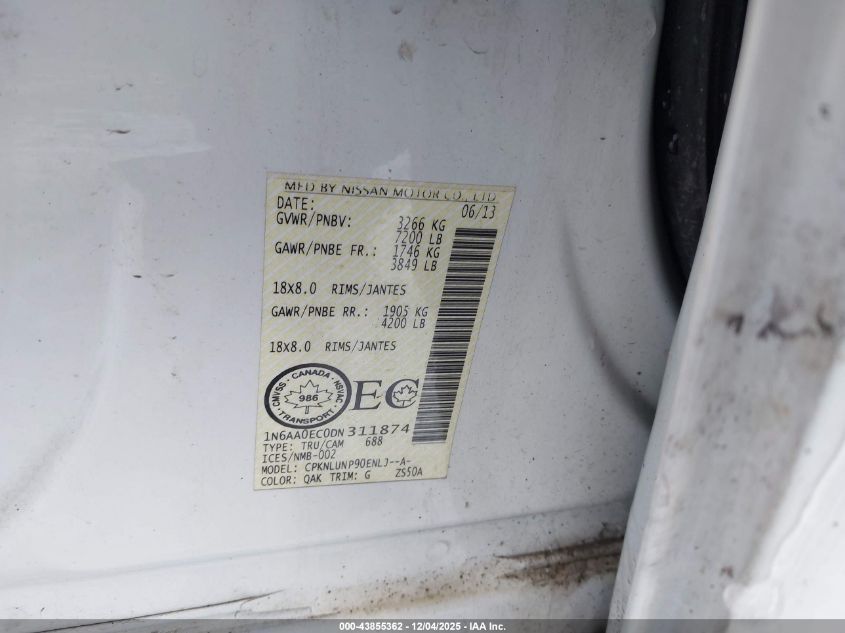 MFD BY NISSAN MOTOR CO., LTD
DATE: 06/13
GVWR/PNBV: 3266 KG
7200 LB
GAWR/PNBE FR.: 1746 KG
3849 LB
18x8.0 RIMS/JANTES
GAWR/PNBE RR.: 1905 KG
4200 LB
18x8.0 RIMS/JANTES
CANADA
CMVSS NSVAC
986
TRANSPORT
EC
1N6AA0EC0DN311874
TYPE: TRU/CAM 688
ICES/NMB-002
MODEL: CPKNLUNP90ENLJ--A-
COLOR: QAK TRIM: G ZS50A
000-43855362 - 12/04/2025 - IAA Inc.